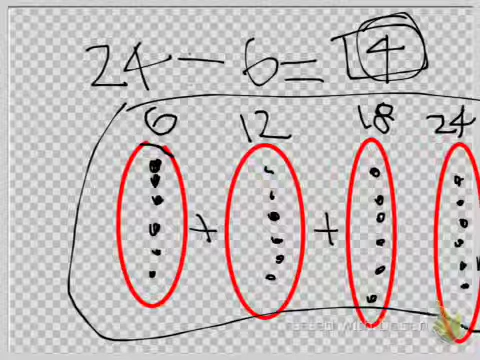 24 - 6 = 4
6 12 18 24
+ +